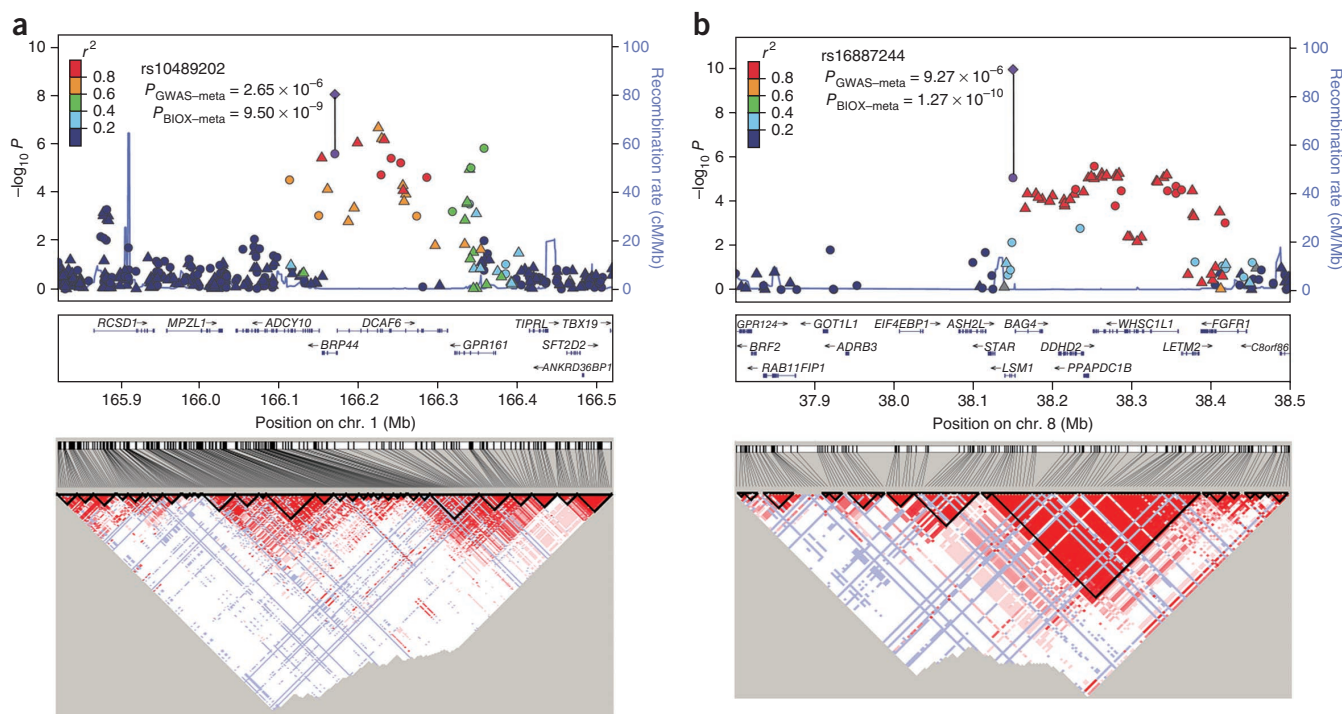 a
r²
0.8
0.6
0.4
0.2
rs10489202
P GWAS–meta = 2.65 × 10⁻⁶
P BIOX–meta = 9.50 × 10⁻⁹
10
8
6
4
2
0
–log₁₀ P
100
80
60
40
20
0
Recombination rate (cM/Mb)
RCSD1→ MPZL1→ ←ADCY10 DCAF6→ TIPRL→ TBX19→
←BRP44 ←GPR161 SFT2D2→
←ANKRD36BP1
165.9 166.0 166.1 166.2 166.3 166.4 166.5
Position on chr. 1 (Mb)
b
r²
0.8
0.6
0.4
0.2
rs16887244
P GWAS–meta = 9.27 × 10⁻⁶
P BIOX–meta = 1.27 × 10⁻¹⁰
10
8
6
4
2
0
–log₁₀ P
100
80
60
40
20
0
Recombination rate (cM/Mb)
GPR124→ ←GOT1L1 EIF4EBP1→ ASH2L→ BAG4→ ←WHSC1L1 ←FGFR1
←BRF2 ←ADRB3 ←STAR DDHD2→ LETM2→ ←C8orf86
←RAB11FIP1 ←LSM1 ←PPAPDC1B
37.9 38.0 38.1 38.2 38.3 38.4 38.5
Position on chr. 8 (Mb)